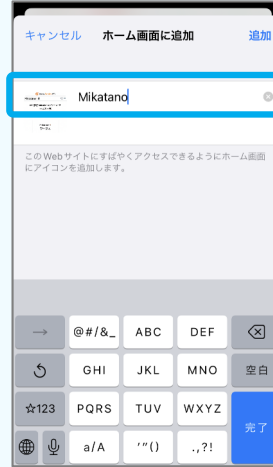 キャンセル ホーム画面に追加 追加
Mikatano
このWebサイトにすばやくアクセスできるようにホーム画面
にアイコンを追加します。
→ @#/&_ ABC DEF
GHI JKL MNO 空白
☆123 PQRS TUV WXYZ
a/A ’”() .,?! 完了